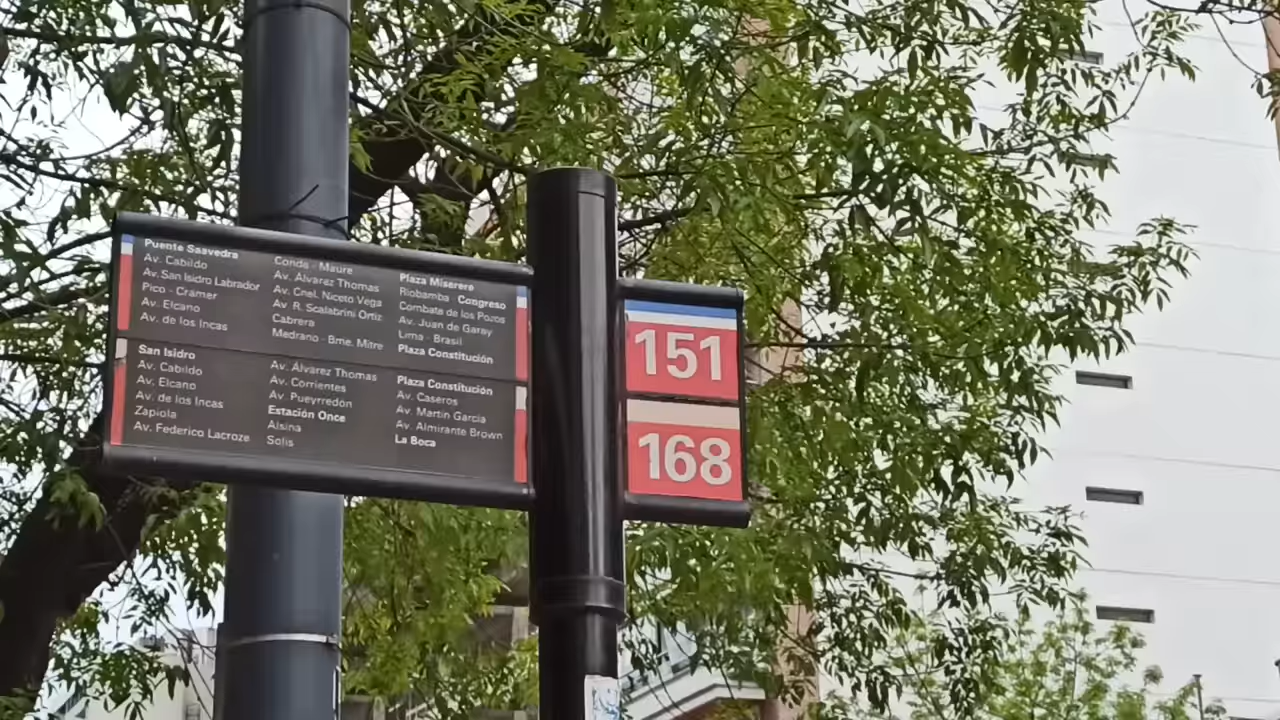 Puente Saavedra
Av. Cabildo
Av. San Isidro Labrador
Pico - Cramer
Av. Elcano
Av. de los Incas
Conde - Maure
Av. Álvarez Thomas
Av. Cnel. Niceto Vega
Av. R. Scalabrini Ortiz
Cabrera
Medrano - Bme. Mitre
Plaza Miserere
Riobamba - Congreso
Combate de los Pozos
Av. Juan de Garay
Lima - Brasil
Plaza Constitución
151
San Isidro
Av. Cabildo
Av. Elcano
Av. de los Incas
Zapiola
Av. Federico Lacroze
Av. Álvarez Thomas
Av. Corrientes
Av. Pueyrredón
Estación Once
Alsina
Solis
Plaza Constitución
Av. Caseros
Av. Martín García
Av. Almirante Brown
La Boca
168